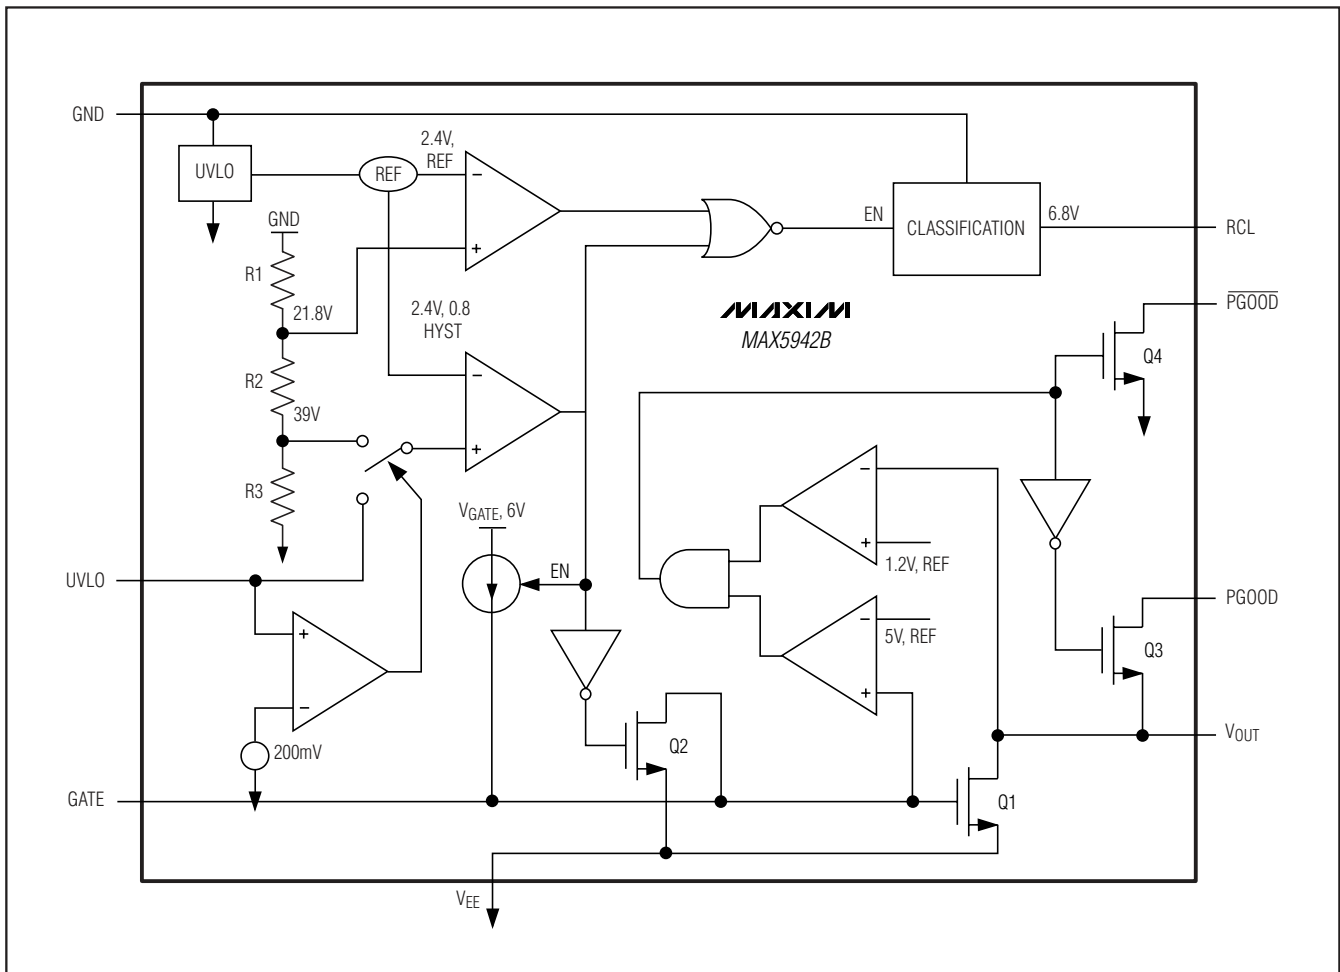 GND
UVLO
REF
2.4V,
REF
–
+
GND
R1
21.8V
R2
39V
R3
2.4V, 0.8
HYST
–
+
EN
CLASSIFICATION
6.8V
RCL
MAXIM
MAX5942B
PGOOD
Q4
VGATE, 6V
EN
–
+
1.2V, REF
–
5V, REF
+
UVLO
+
–
200mV
PGOOD
Q3
Q2
VOUT
GATE
Q1
VEE